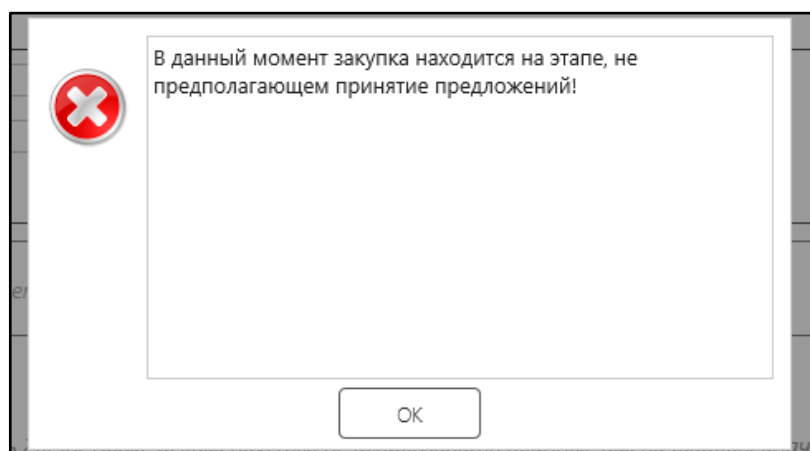 В данный момент закупка находится на этапе, не
предполагающем принятие предложений!
OK